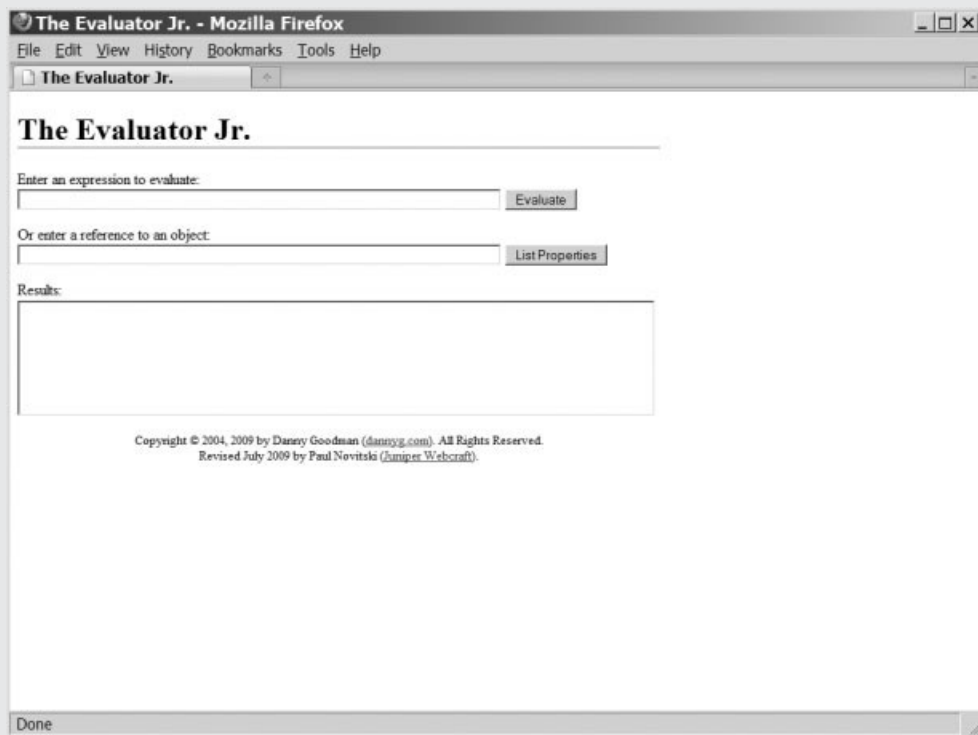 The Evaluator Jr. - Mozilla Firefox
File Edit View History Bookmarks Tools Help
The Evaluator Jr.
The Evaluator Jr.
Enter an expression to evaluate:
Evaluate
Or enter a reference to an object:
List Properties
Results:
Copyright © 2004, 2009 by Danny Goodman (dannyg.com). All Rights Reserved.
Revised July 2009 by Paul Novitski (Juniper Webcraft).
Done